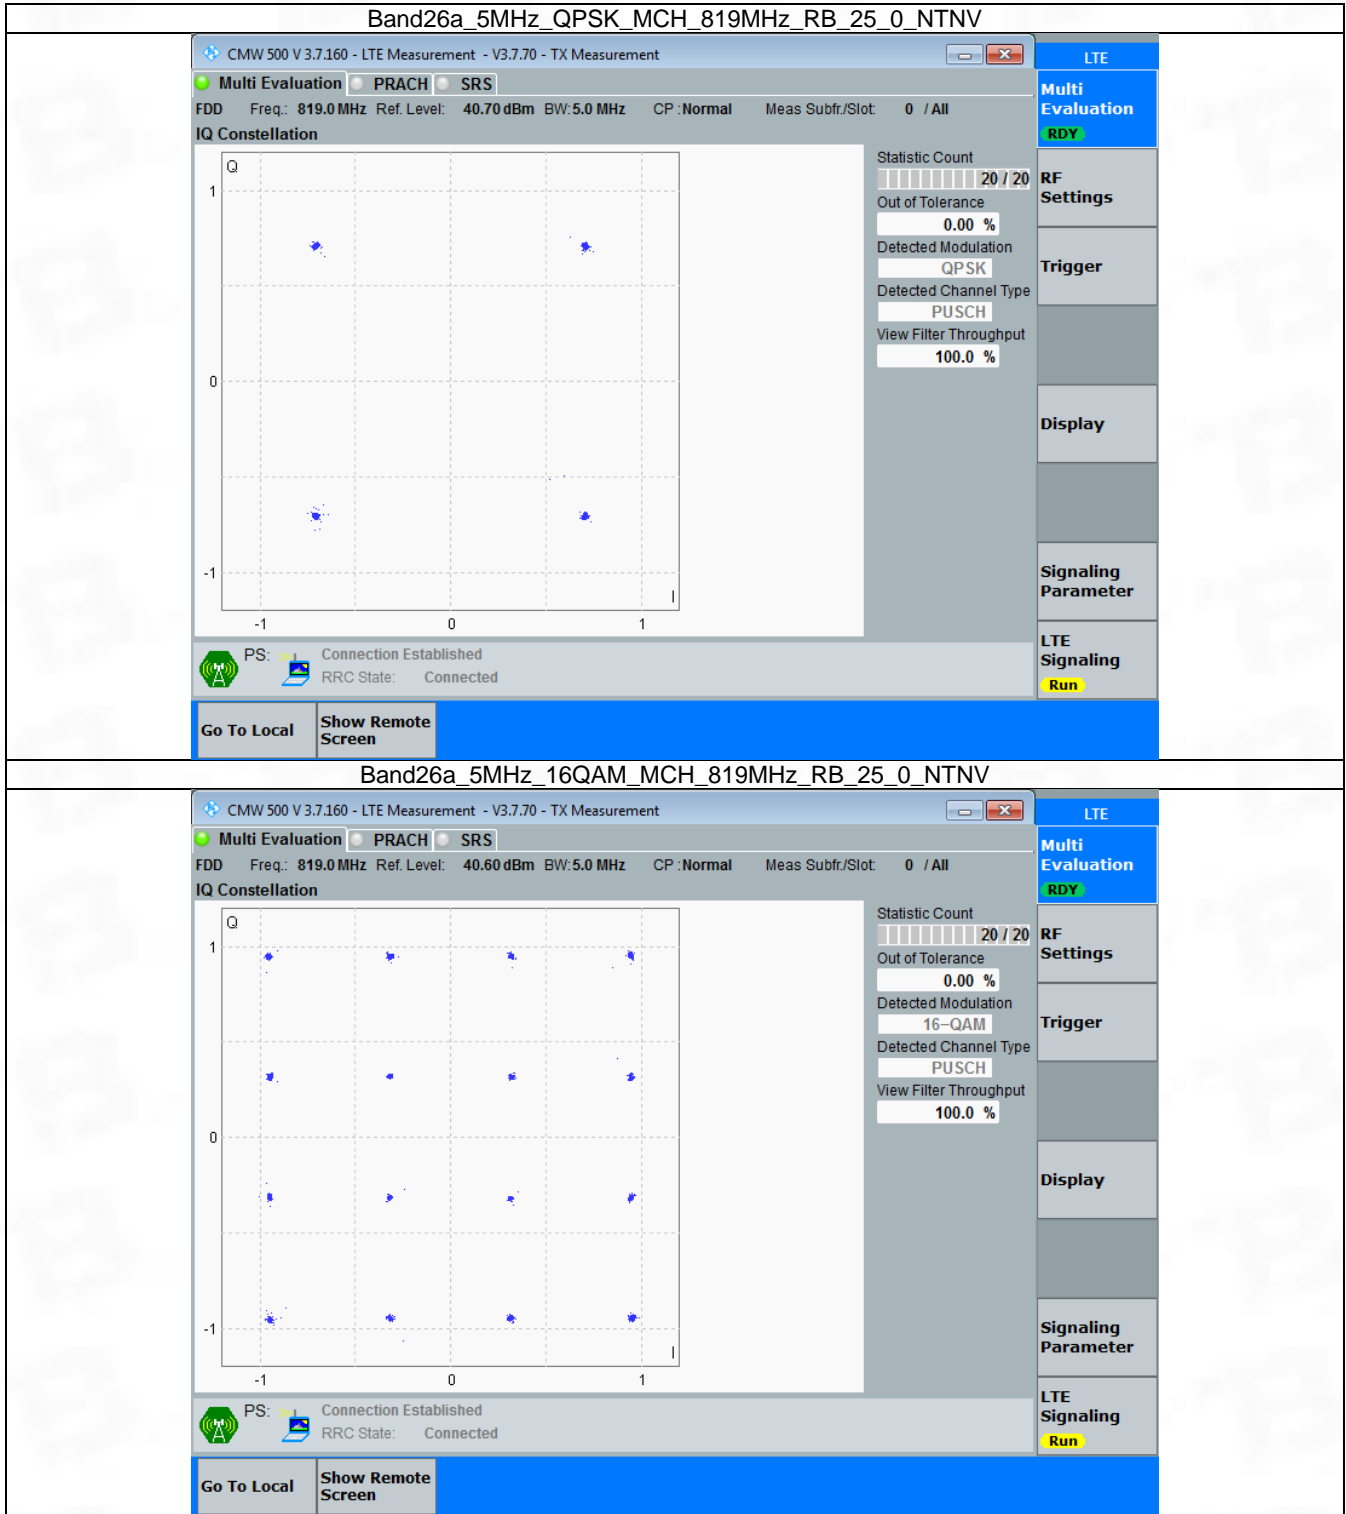 Band26a_5MHz_QPSK_MCH_819MHz_RB_25_0_NTNV
CMW 500 V 3.7.160 - LTE Measurement - V3.7.70 - TX Measurement
LTE
Multi Evaluation PRACH SRS
Multi
Evaluation
RDY
FDD Freq.: 819.0 MHz Ref. Level: 40.70 dBm BW: 5.0 MHz CP : Normal Meas Subfr./Slot: 0 / All
IQ Constellation
Q
1
0
-1
I
-1 0 1
Statistic Count
20 / 20
Out of Tolerance
0.00 %
Detected Modulation
QPSK
Detected Channel Type
PUSCH
View Filter Throughput
100.0 %
RF
Settings
Trigger
Display
Signaling
Parameter
LTE
Signaling
Run
PS: Connection Established
RRC State: Connected
Go To Local Show Remote
Screen
Band26a_5MHz_16QAM_MCH_819MHz_RB_25_0_NTNV
CMW 500 V 3.7.160 - LTE Measurement - V3.7.70 - TX Measurement
LTE
Multi Evaluation PRACH SRS
Multi
Evaluation
RDY
FDD Freq.: 819.0 MHz Ref. Level: 40.60 dBm BW: 5.0 MHz CP : Normal Meas Subfr./Slot: 0 / All
IQ Constellation
Q
1
0
-1
I
-1 0 1
Statistic Count
20 / 20
Out of Tolerance
0.00 %
Detected Modulation
16-QAM
Detected Channel Type
PUSCH
View Filter Throughput
100.0 %
RF
Settings
Trigger
Display
Signaling
Parameter
LTE
Signaling
Run
PS: Connection Established
RRC State: Connected
Go To Local Show Remote
Screen